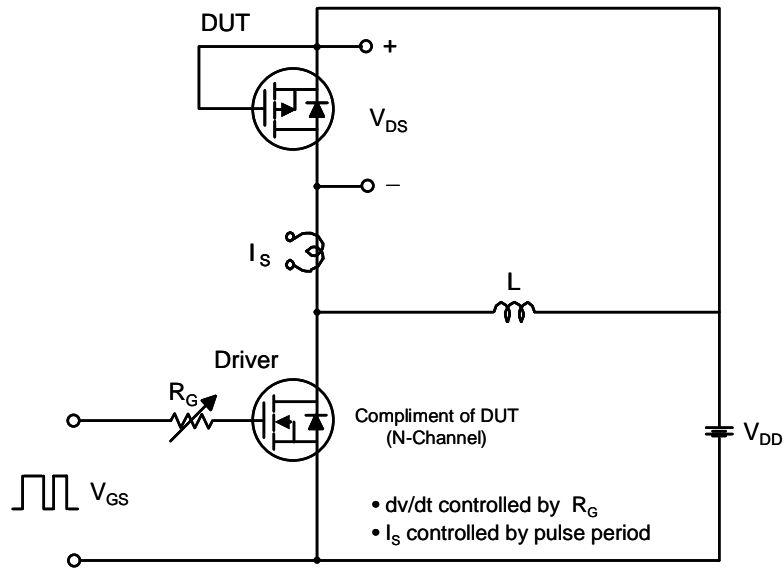 DUT
+
V_DS
−
I_S
L
Driver
R_G
Compliment of DUT
(N-Channel)
V_DD
V_GS
• dv/dt controlled by R_G
• I_S controlled by pulse period